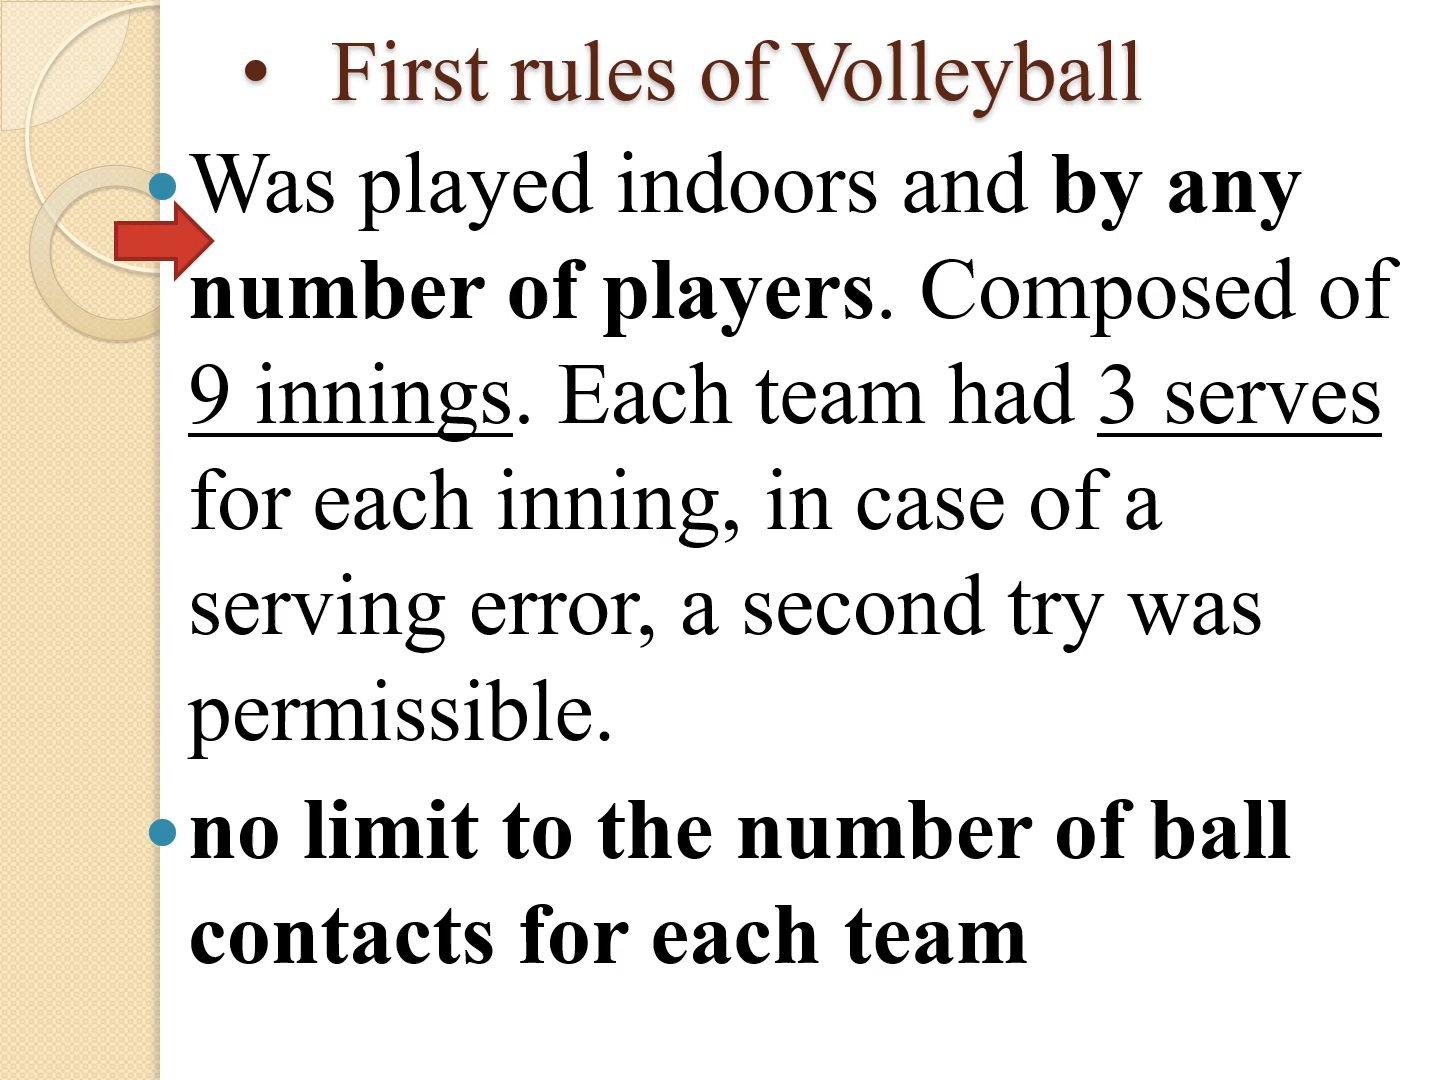 • First rules of Volleyball
• Was played indoors and by any
number of players. Composed of
9 innings. Each team had 3 serves
for each inning, in case of a
serving error, a second try was
permissible.
• no limit to the number of ball
contacts for each team